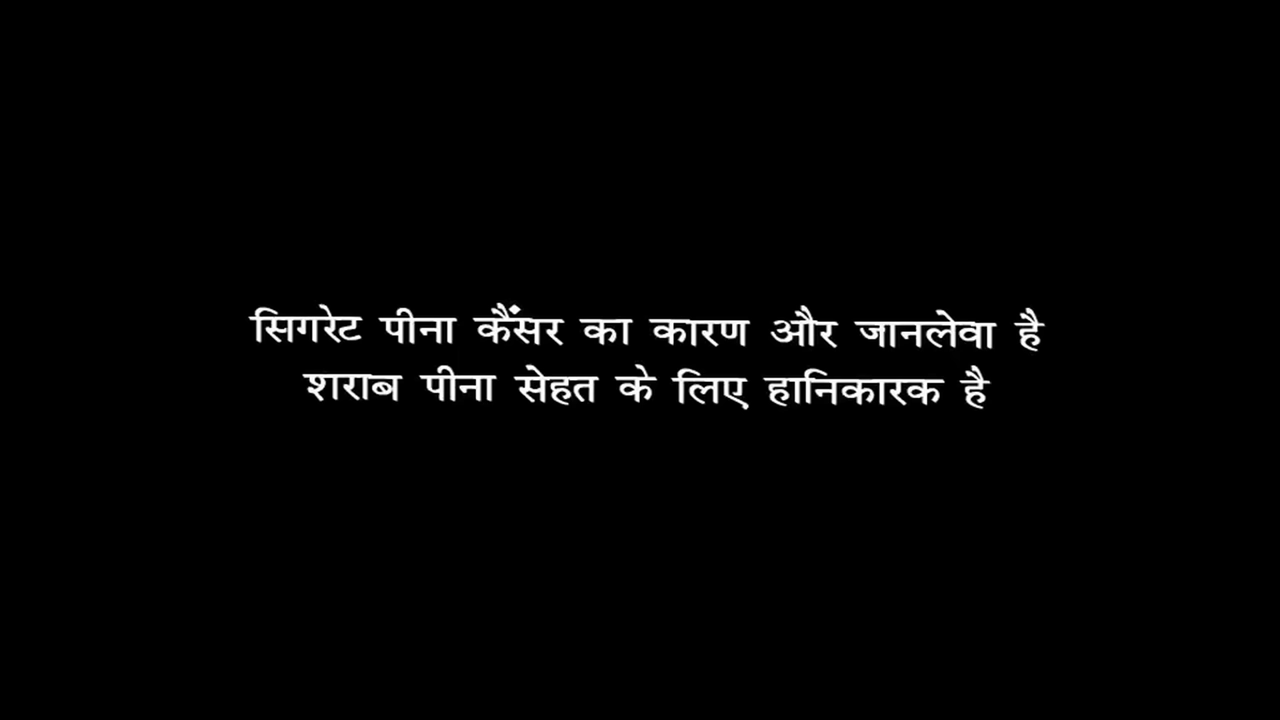 सिगरेट पीना कैंसर का कारण और जानलेवा है
शराब पीना सेहत के लिए हानिकारक है